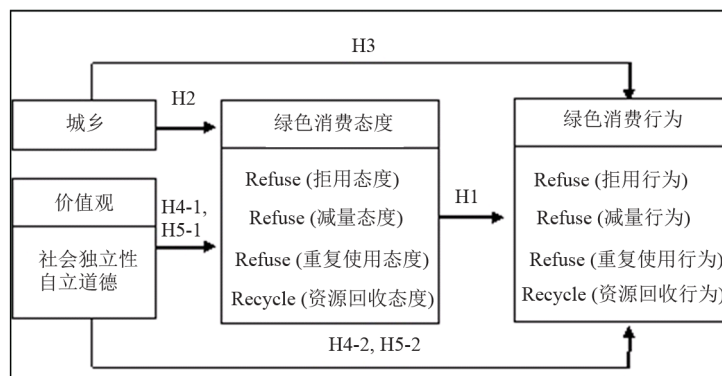 H3
H2
城乡
绿色消费态度
绿色消费行为
Refuse (拒用态度)
Refuse (减量态度)
Refuse (重复使用态度)
Recycle (资源回收态度)
H1
Refuse (拒用行为)
Refuse (减量行为)
Refuse (重复使用行为)
Recycle (资源回收行为)
价值观
H4-1,
H5-1
社会独立性
自立道德
H4-2, H5-2